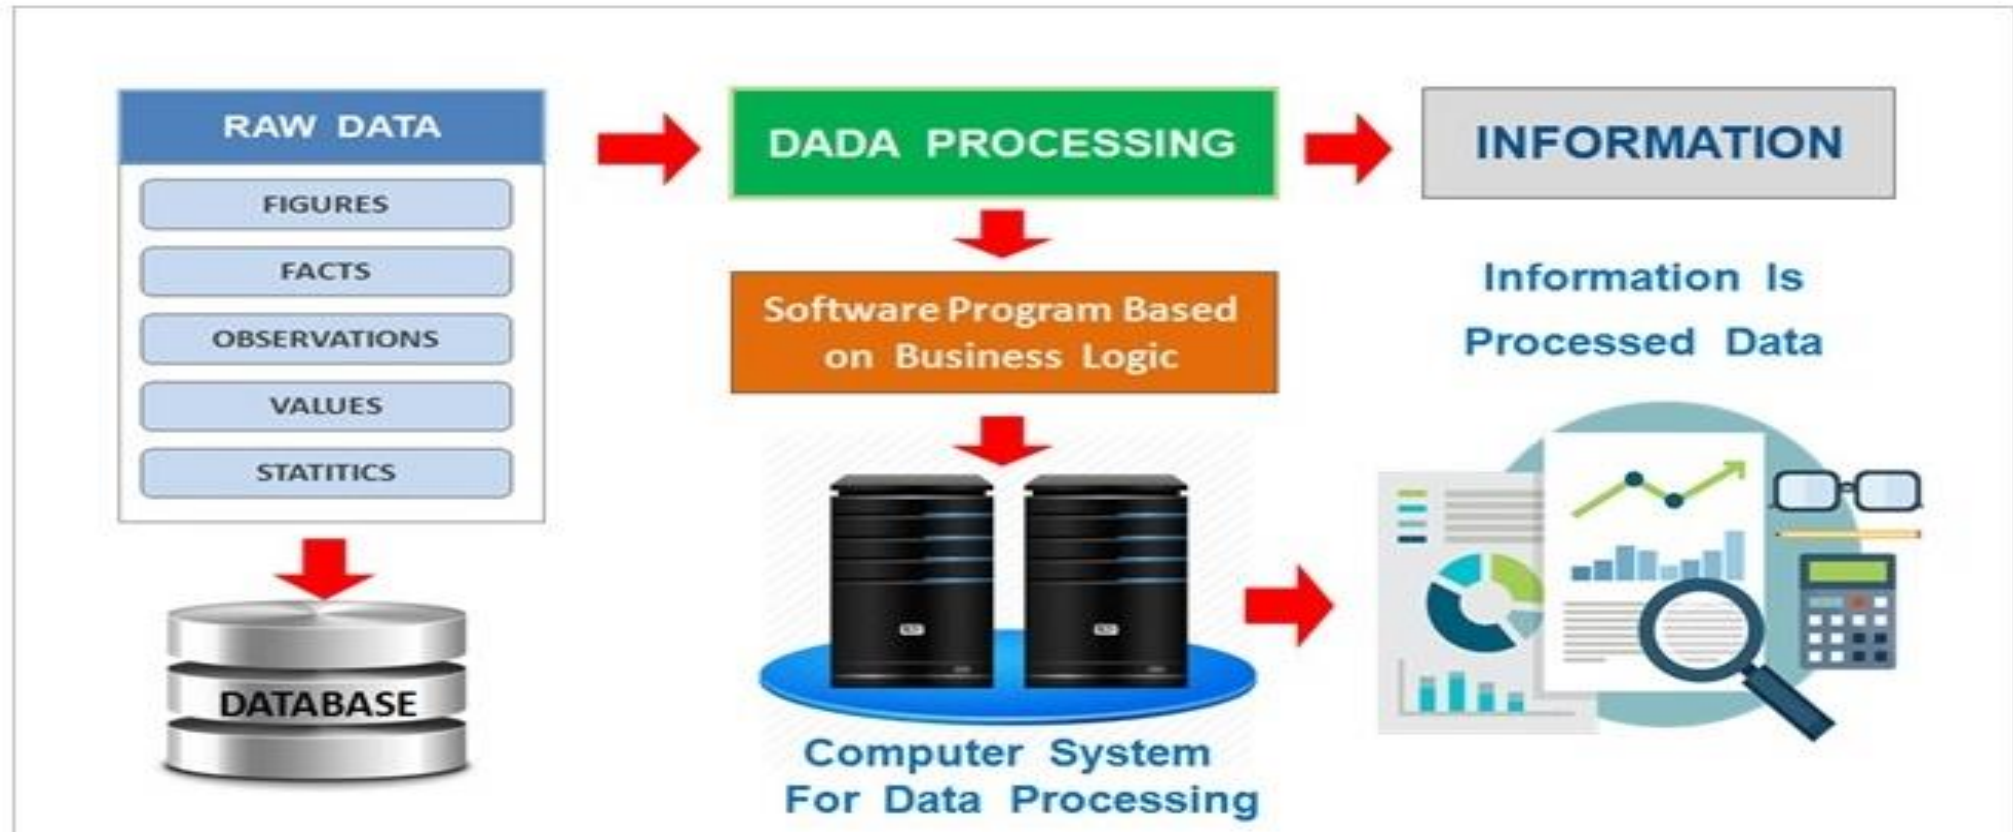 RAW DATA
FIGURES
FACTS
OBSERVATIONS
VALUES
STATITICS
DATABASE
DADA PROCESSING
Software Program Based
on Business Logic
Computer System
For Data Processing
INFORMATION
Information Is
Processed Data